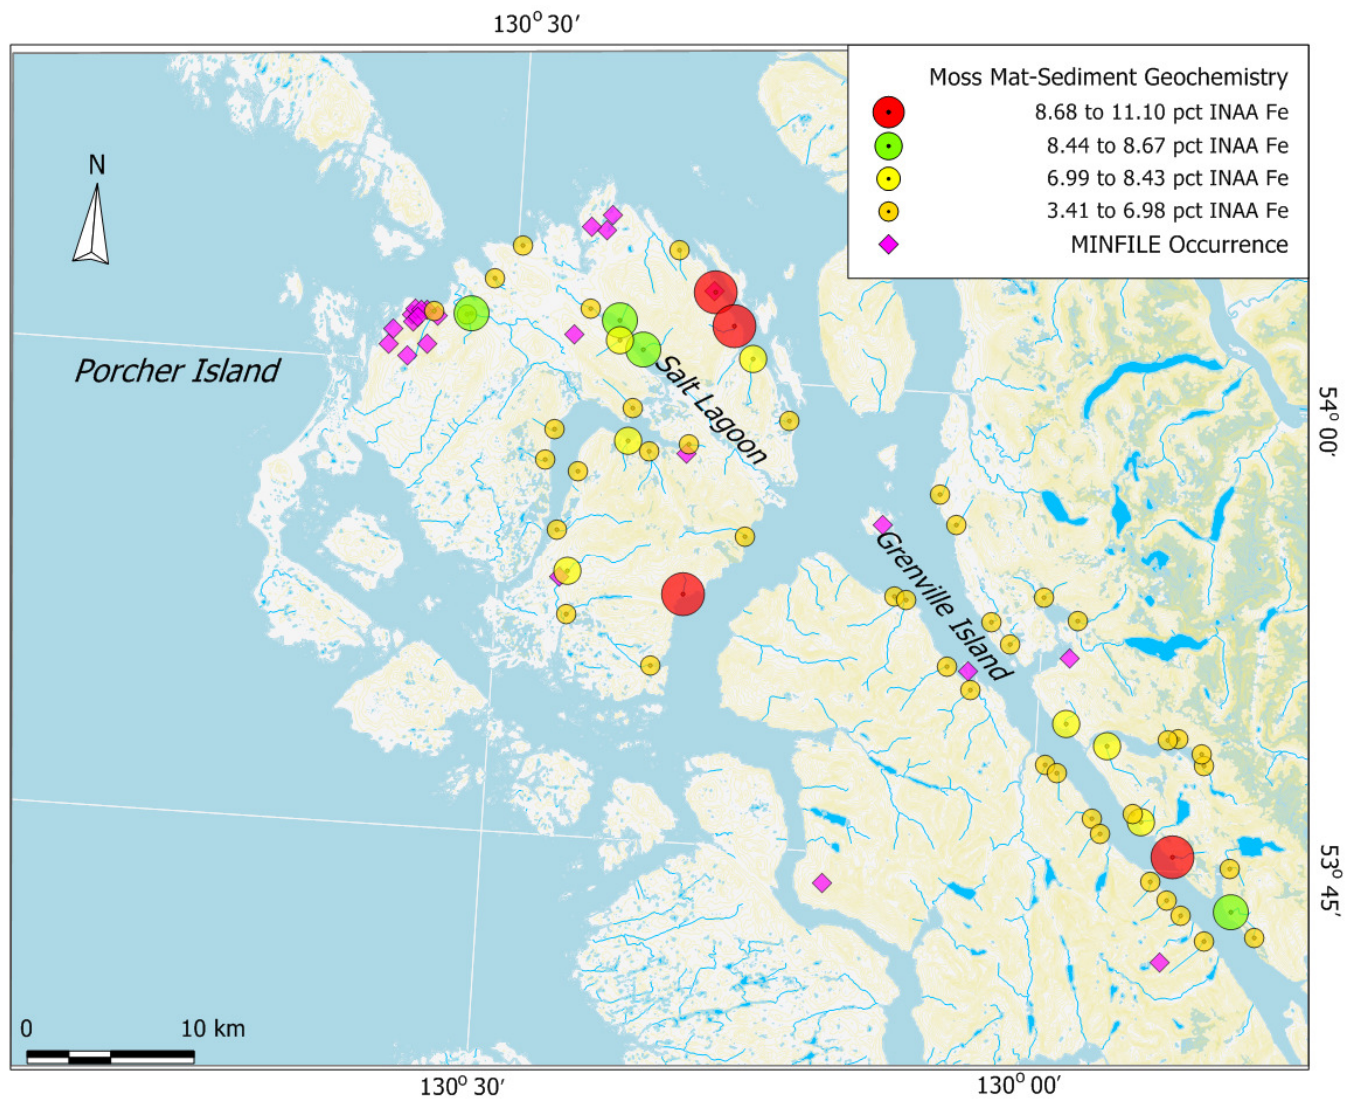 130° 30′
Moss Mat-Sediment Geochemistry
8.68 to 11.10 pct INAA Fe
8.44 to 8.67 pct INAA Fe
6.99 to 8.43 pct INAA Fe
3.41 to 6.98 pct INAA Fe
MINFILE Occurrence
N
Porcher Island
Salt Lagoon
54° 00′
Grenville Island
53° 45′
0 10 km
130° 30′
130° 00′